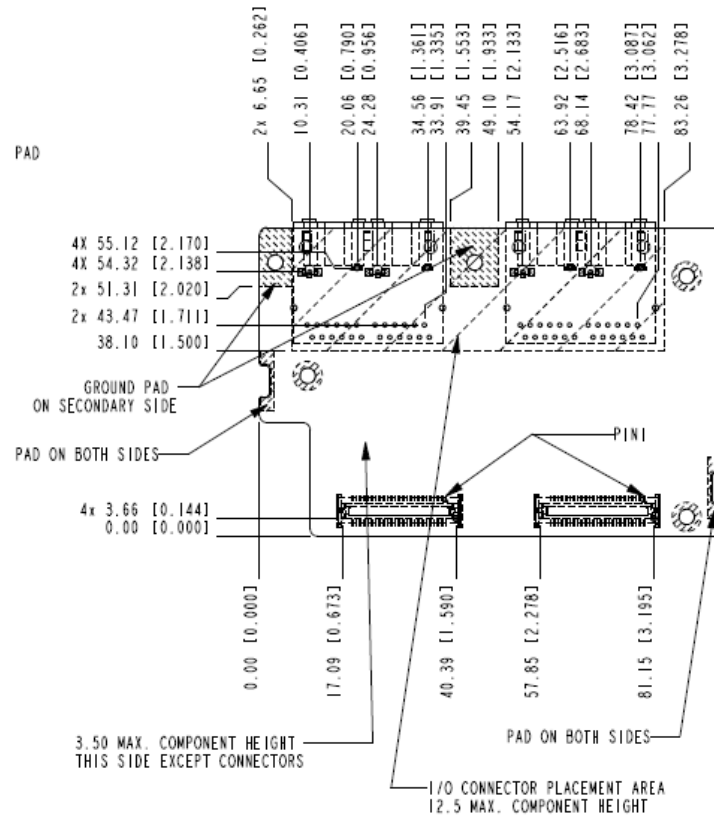 2x 6.65 [0.262]
10.31 [0.406]
20.06 [0.790]
24.28 [0.956]
34.56 [1.361]
33.91 [1.335]
39.45 [1.553]
49.10 [1.933]
54.17 [2.133]
63.92 [2.516]
68.14 [2.683]
78.42 [3.087]
77.77 [3.062]
83.26 [3.278]
PAD
4X 55.12 [2.170]
4X 54.32 [2.138]
2x 51.31 [2.020]
2x 43.47 [1.711]
38.10 [1.500]
GROUND PAD
ON SECONDARY SIDE
PAD ON BOTH SIDES
PIN1
4x 3.66 [0.144]
0.00 [0.000]
0.00 [0.000]
17.09 [0.673]
40.39 [1.590]
57.85 [2.278]
81.15 [3.195]
3.50 MAX. COMPONENT HEIGHT
THIS SIDE EXCEPT CONNECTORS
PAD ON BOTH SIDES
I/O CONNECTOR PLACEMENT AREA
12.5 MAX. COMPONENT HEIGHT